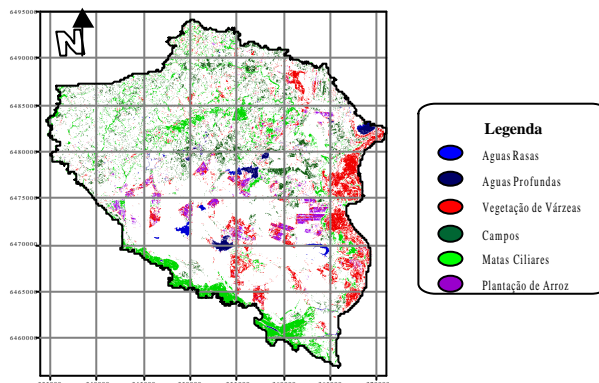 6495000
N
6490000
6485000
6480000
6475000
6470000
6465000
6460000
Legenda
Aguas Rasas
Aguas Profundas
Vegetação de Várzeas
Campos
Matas Ciliares
Plantação de Arroz